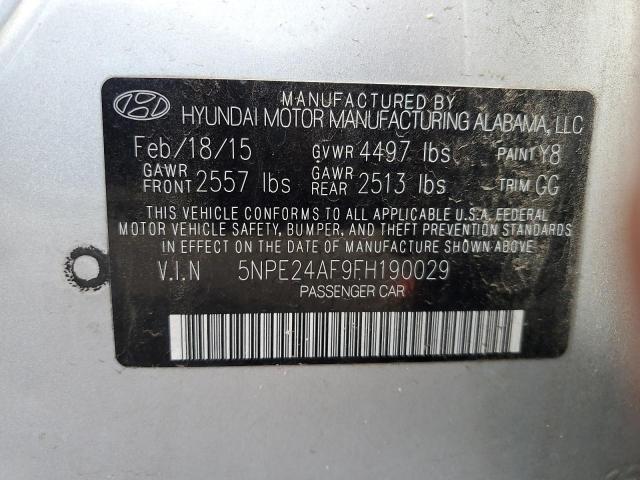 MANUFACTURED BY
HYUNDAI MOTOR MANUFACTURING ALABAMA, LLC
Feb/18/15 GVWR 4497 lbs PAINT Y8
GAWR FRONT 2557 lbs GAWR REAR 2513 lbs TRIM GG
THIS VEHICLE CONFORMS TO ALL APPLICABLE U.S.A. FEDERAL
MOTOR VEHICLE SAFETY, BUMPER, AND THEFT PREVENTION STANDARDS
IN EFFECT ON THE DATE OF MANUFACTURE SHOWN ABOVE.
V.I.N 5NPE24AF9FH190029
PASSENGER CAR